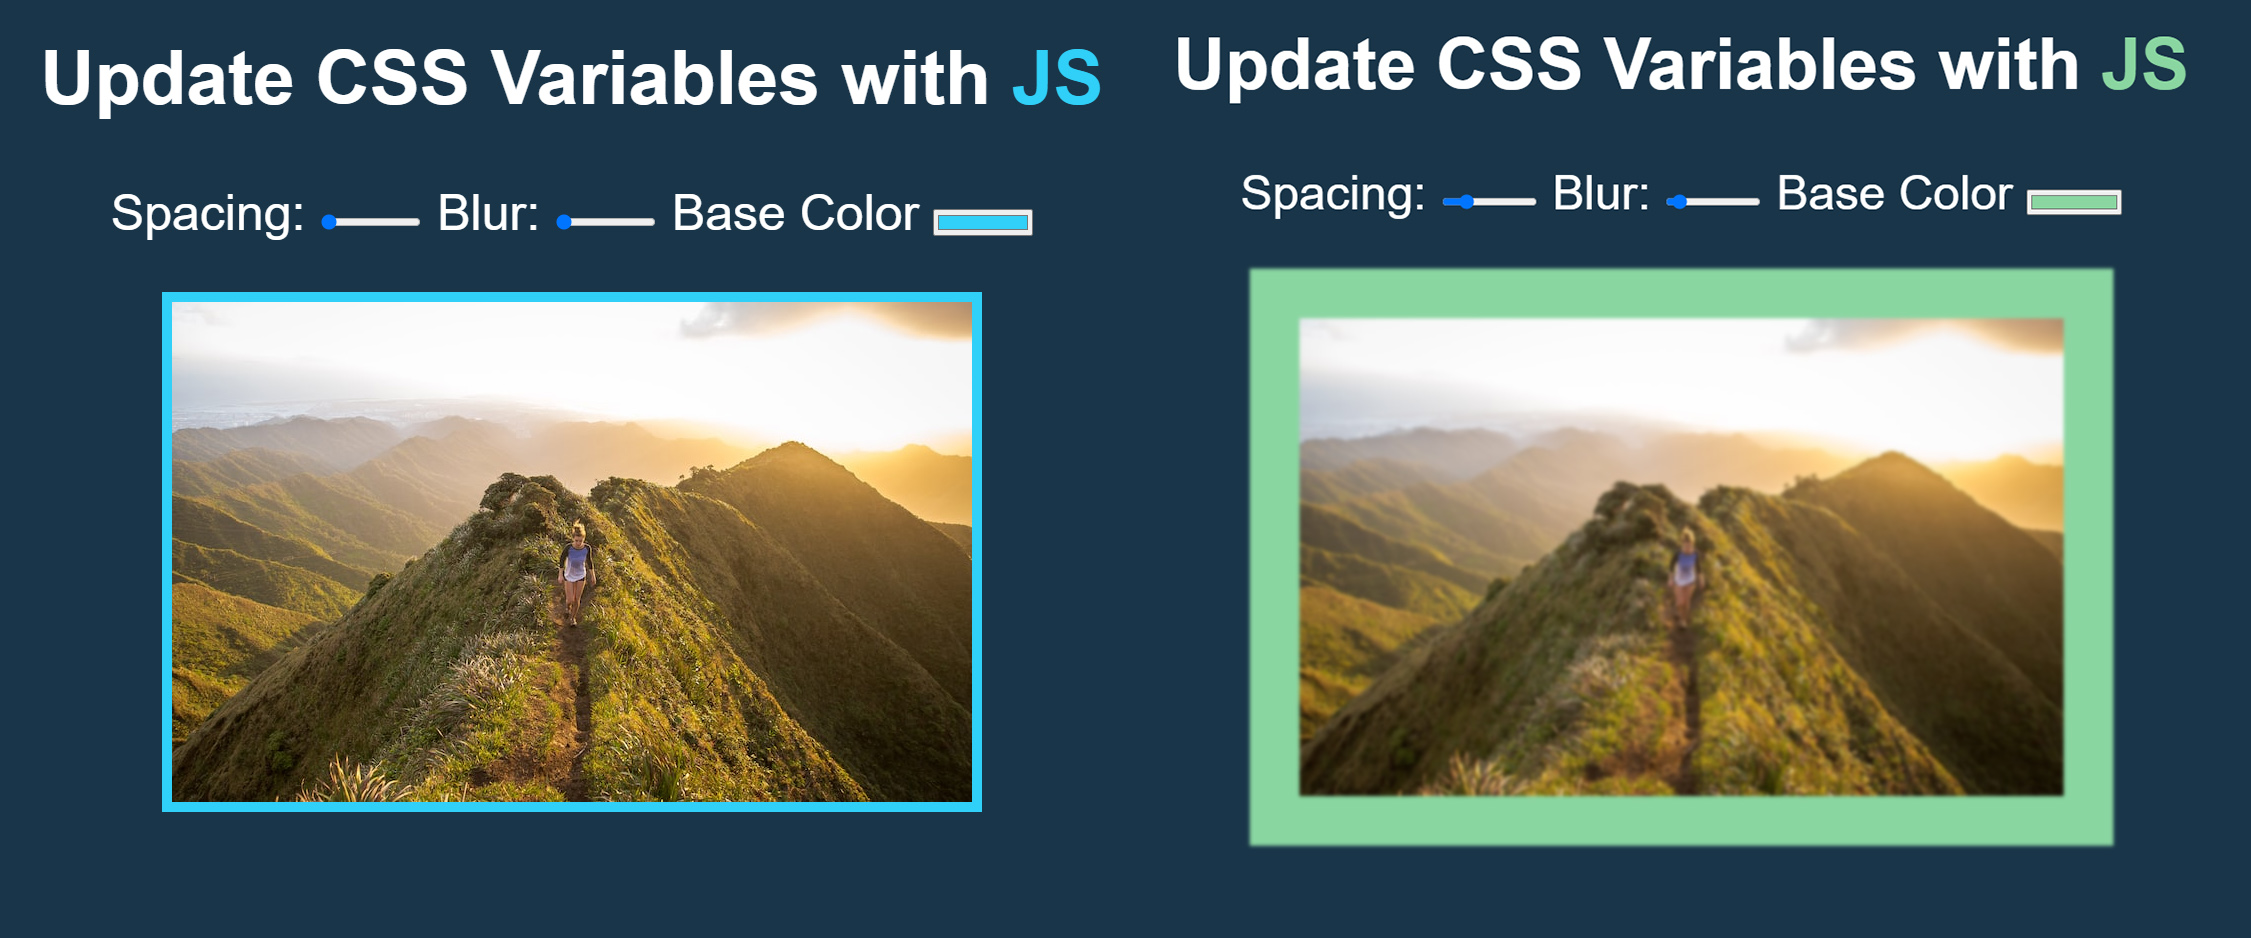 Update CSS Variables with JS
Spacing: Blur: Base Color
Update CSS Variables with JS
Spacing: Blur: Base Color